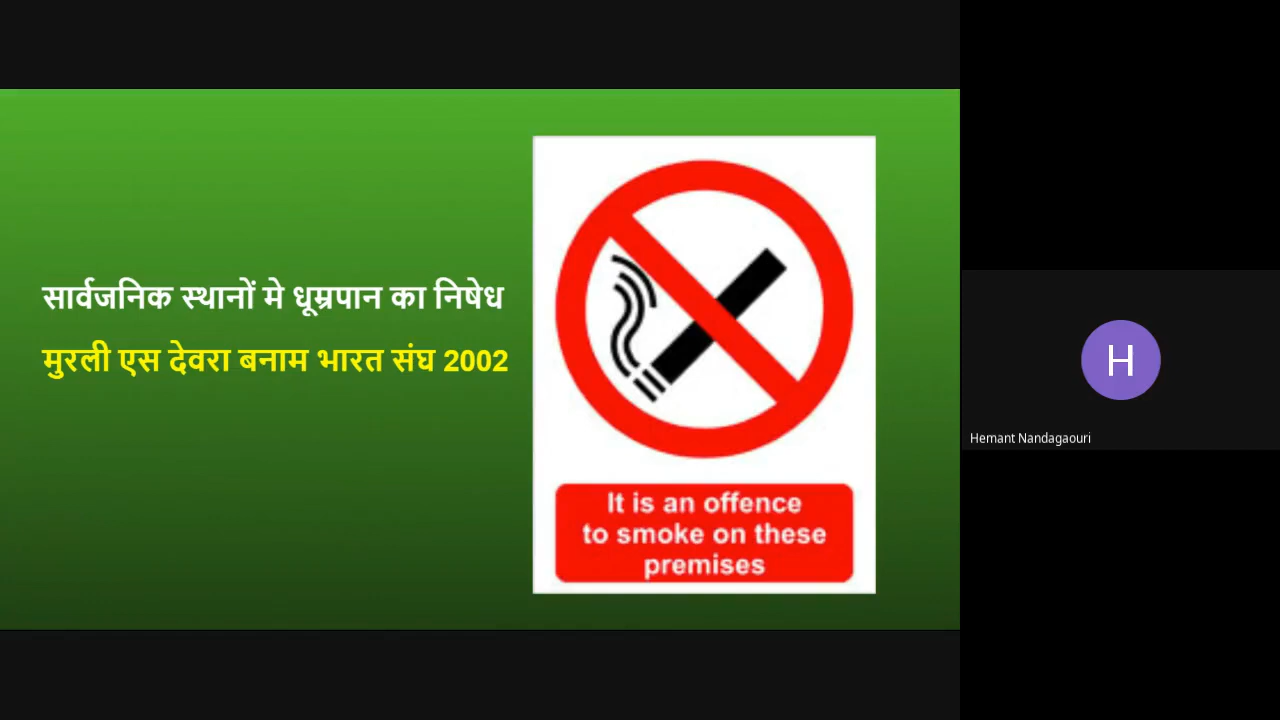 सार्वजनिक स्थानों मे धूम्रपान का निषेध
मुरली एस देवरा बनाम भारत संघ 2002
It is an offence
to smoke on these
premises
H
Hemant Nandagaouri